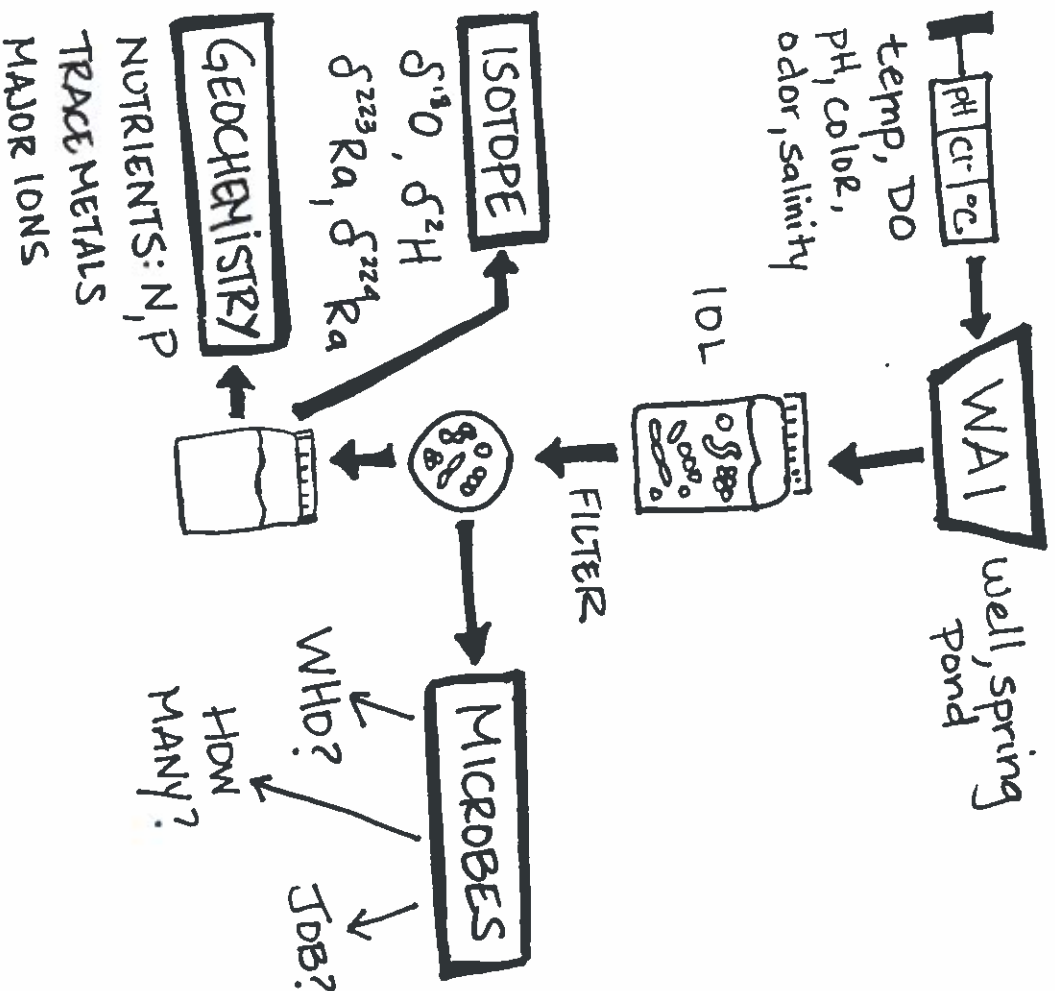 pH Cl- °C
temp, DO
pH, color,
odor, salinity
WAI
well, spring
pond
10L
FILTER
ISOTOPE
δ¹⁸O, δ²H
δ²²³Ra, δ²²⁴Ra
GEOCHEMISTRY
NUTRIENTS: N, P
TRACE METALS
MAJOR IONS
MICROBES
WHO?
HOW
MANY?
JOB?